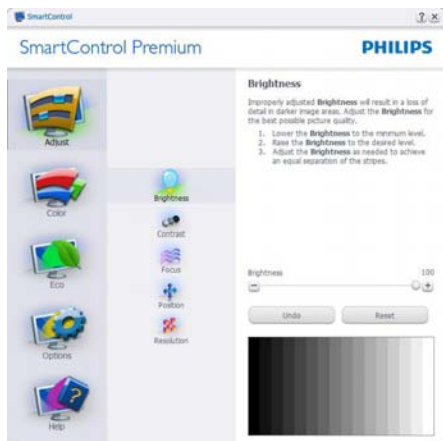 SmartControl
SmartControl Premium
PHILIPS
Adjust
Color
Eco
Options
Help
Brightness
Contrast
Focus
Position
Resolution
Brightness
Improperly adjusted Brightness will result in a loss of
detail in darker image areas. Adjust the Brightness for
the best possible picture quality.
1. Lower the Brightness to the minimum level.
2. Raise the Brightness to the desired level.
3. Adjust the Brightness as needed to achieve
an equal separation of the stripes.
Brightness 100
Undo Reset